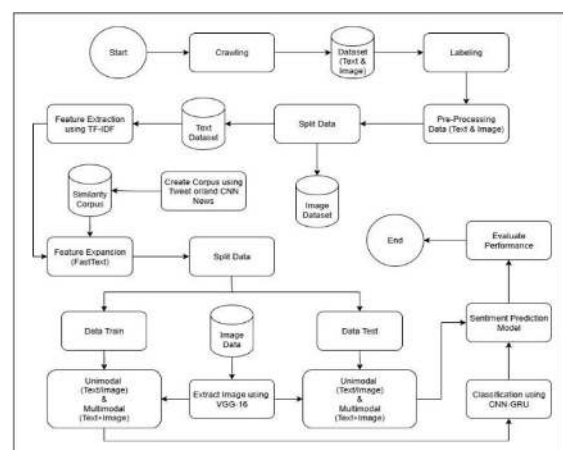 Start
Crawling
Dataset
(Text &
Image)
Labeling
Feature Extraction
using TF-IDF
Text
Dataset
Split Data
Pre-Processing
Data (Text & Image)
Similarity
Corpus
Create Corpus using
Tweet or/and CNN
News
Image
Dataset
End
Evaluate
Performance
Feature Expansion
(FastText)
Split Data
Data Train
Image
Data
Data Test
Sentiment Prediction
Model
Unimodal
(Text/Image)
&
Multimodal
(Text+Image)
Extract Image using
VGG-16
Unimodal
(Text/Image)
&
Multimodal
(Text+Image)
Classification using
CNN-GRU